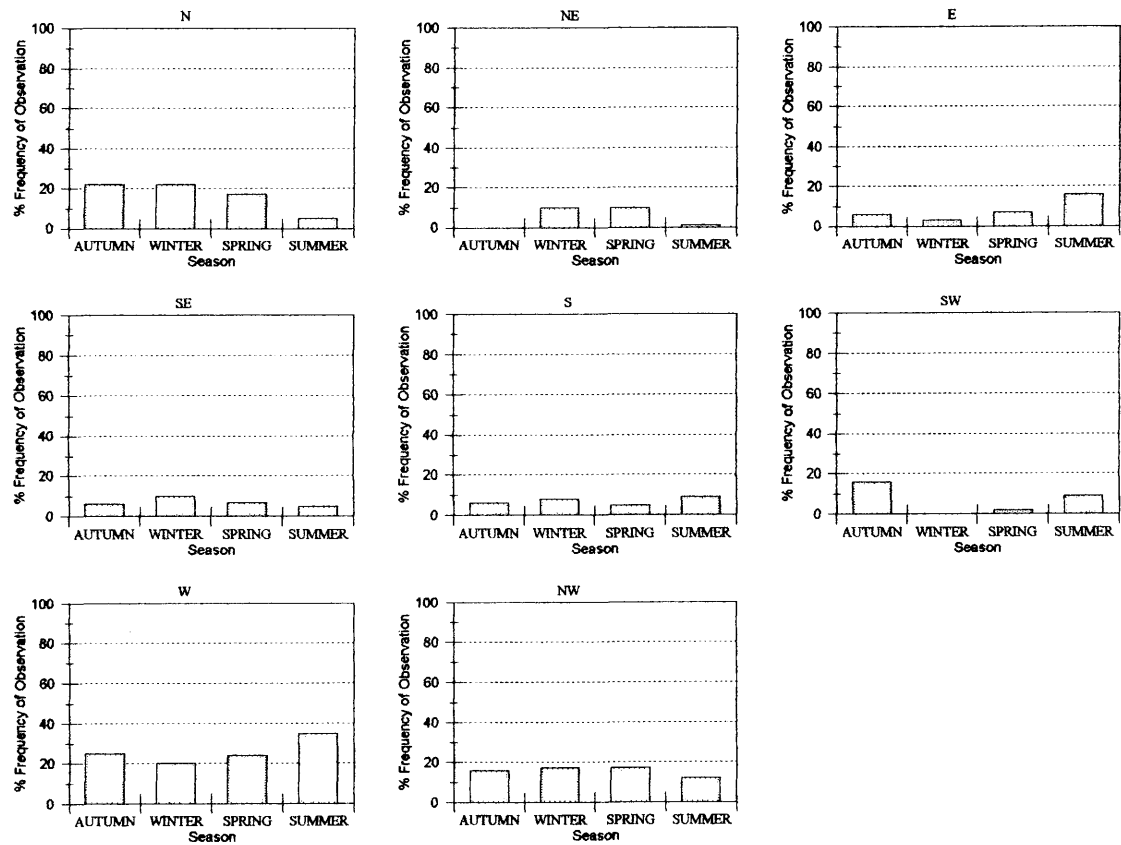 N
% Frequency of Observation
100
80
60
40
20
0
AUTUMN WINTER SPRING SUMMER
Season
NE
% Frequency of Observation
100
80
60
40
20
0
AUTUMN WINTER SPRING SUMMER
Season
E
% Frequency of Observation
100
80
60
40
20
0
AUTUMN WINTER SPRING SUMMER
Season
SE
% Frequency of Observation
100
80
60
40
20
0
AUTUMN WINTER SPRING SUMMER
Season
S
% Frequency of Observation
100
80
60
40
20
0
AUTUMN WINTER SPRING SUMMER
Season
SW
% Frequency of Observation
100
80
60
40
20
0
AUTUMN WINTER SPRING SUMMER
Season
W
% Frequency of Observation
100
80
60
40
20
0
AUTUMN WINTER SPRING SUMMER
Season
NW
% Frequency of Observation
100
80
60
40
20
0
AUTUMN WINTER SPRING SUMMER
Season